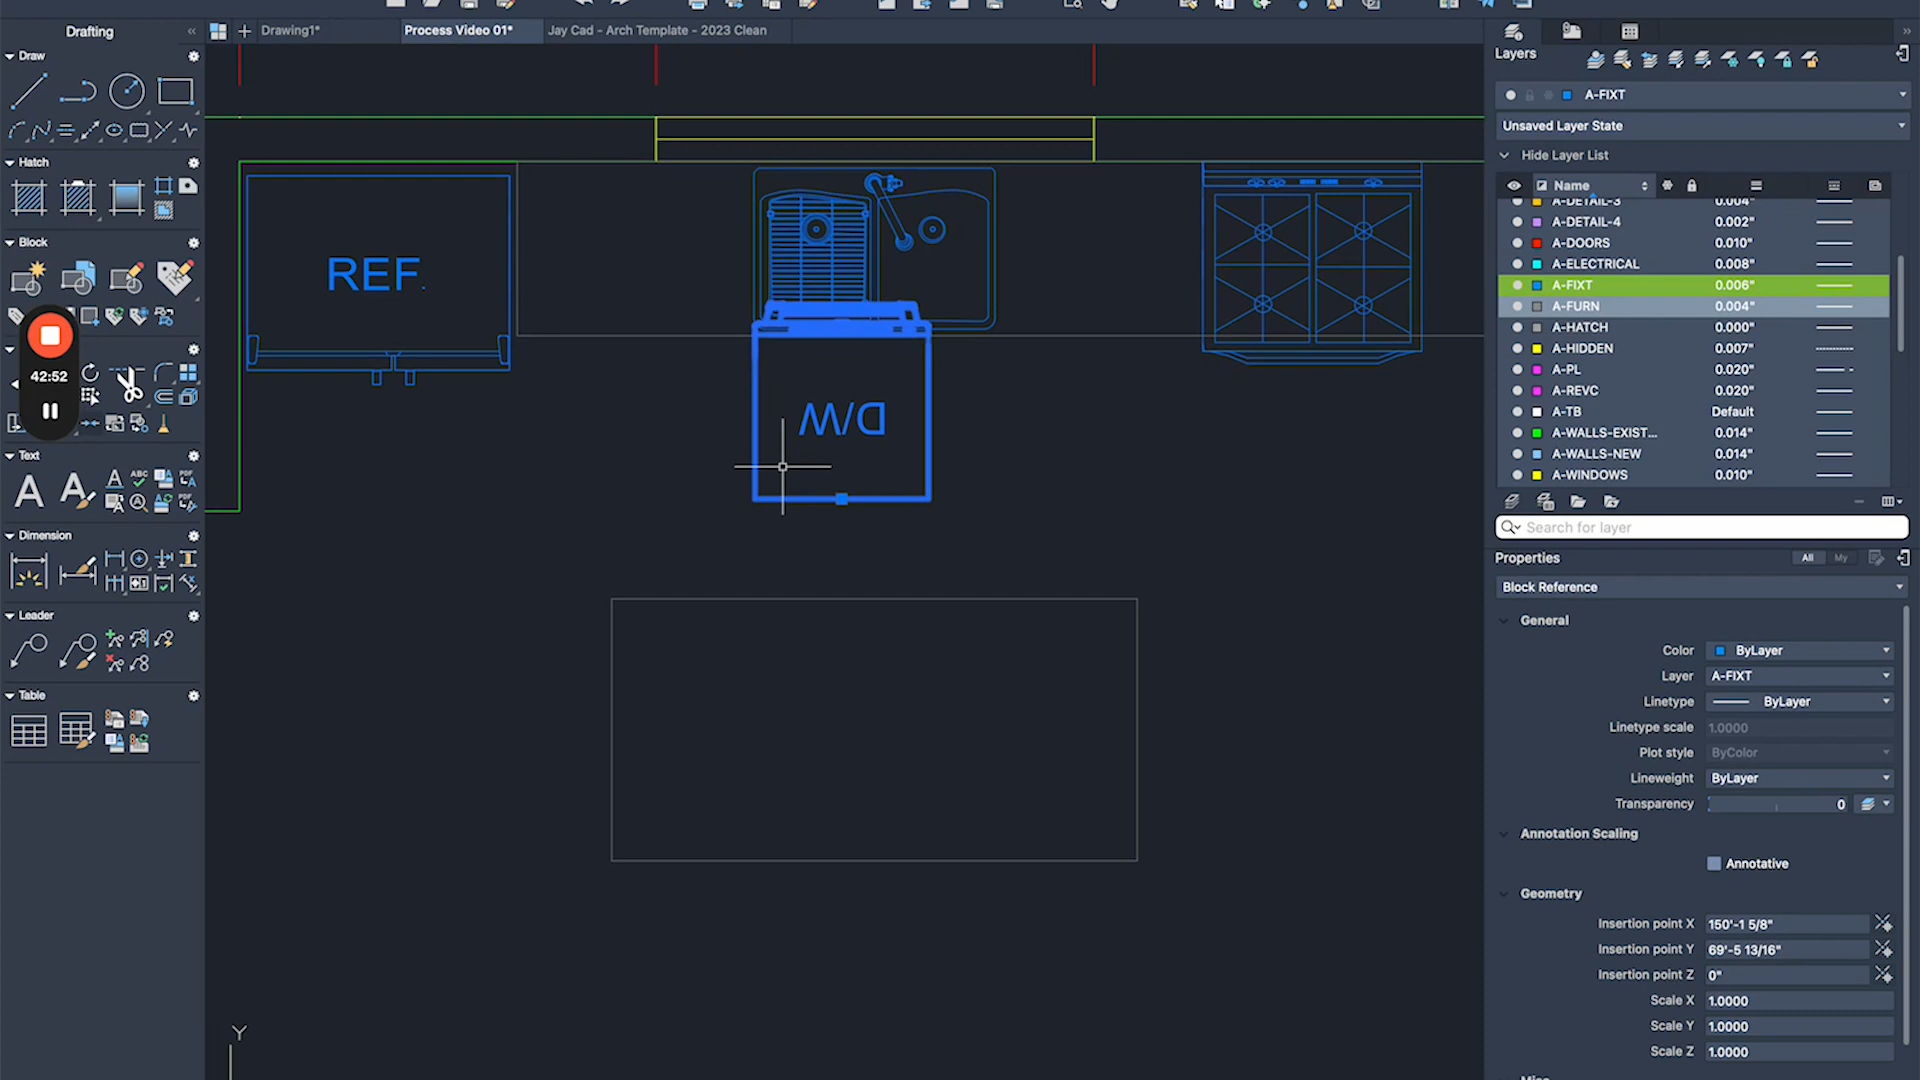 Drafting
Drawing1*
Process Video 01*
Jay Cad - Arch Template - 2023 Clean
Draw
Hatch
Block
42:52
Text
Dimension
Leader
Table
REF.
D/W
Y
Layers
A-FIXT
Unsaved Layer State
Hide Layer List
Name
A-DETAIL-3 0.004"
A-DETAIL-4 0.002"
A-DOORS 0.010"
A-ELECTRICAL 0.008"
A-FIXT 0.006"
A-FURN 0.004"
A-HATCH 0.000"
A-HIDDEN 0.007"
A-PL 0.020"
A-REVC 0.020"
A-TB Default
A-WALLS-EXIST... 0.014"
A-WALLS-NEW 0.014"
A-WINDOWS 0.010"
Search for layer
Properties
All My
Block Reference
General
Color ByLayer
Layer A-FIXT
Linetype ByLayer
Linetype scale 1.0000
Plot style ByColor
Lineweight ByLayer
Transparency 0
Annotation Scaling
Annotative
Geometry
Insertion point X 150'-1 5/8"
Insertion point Y 69'-5 13/16"
Insertion point Z 0"
Scale X 1.0000
Scale Y 1.0000
Scale Z 1.0000